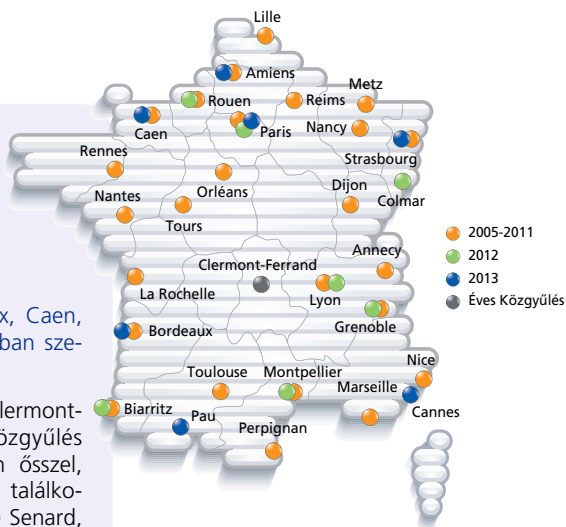 Lille
Amiens
Metz
Rouen
Reims
Caen
Paris
Nancy
Strasbourg
Rennes
Orléans
Dijon
Colmar
Nantes
Tours
Annecy
Clermont-Ferrand
La Rochelle
Lyon
Grenoble
Bordeaux
Nice
Toulouse
Montpellier
Marseille
Cannes
Biarritz
Pau
Perpignan
2005-2011
2012
2013
Éves Közgyűlés
x, Caen,
ban sze-
lermont-
özgyűlés
n ősszel,
találko-
Senard,